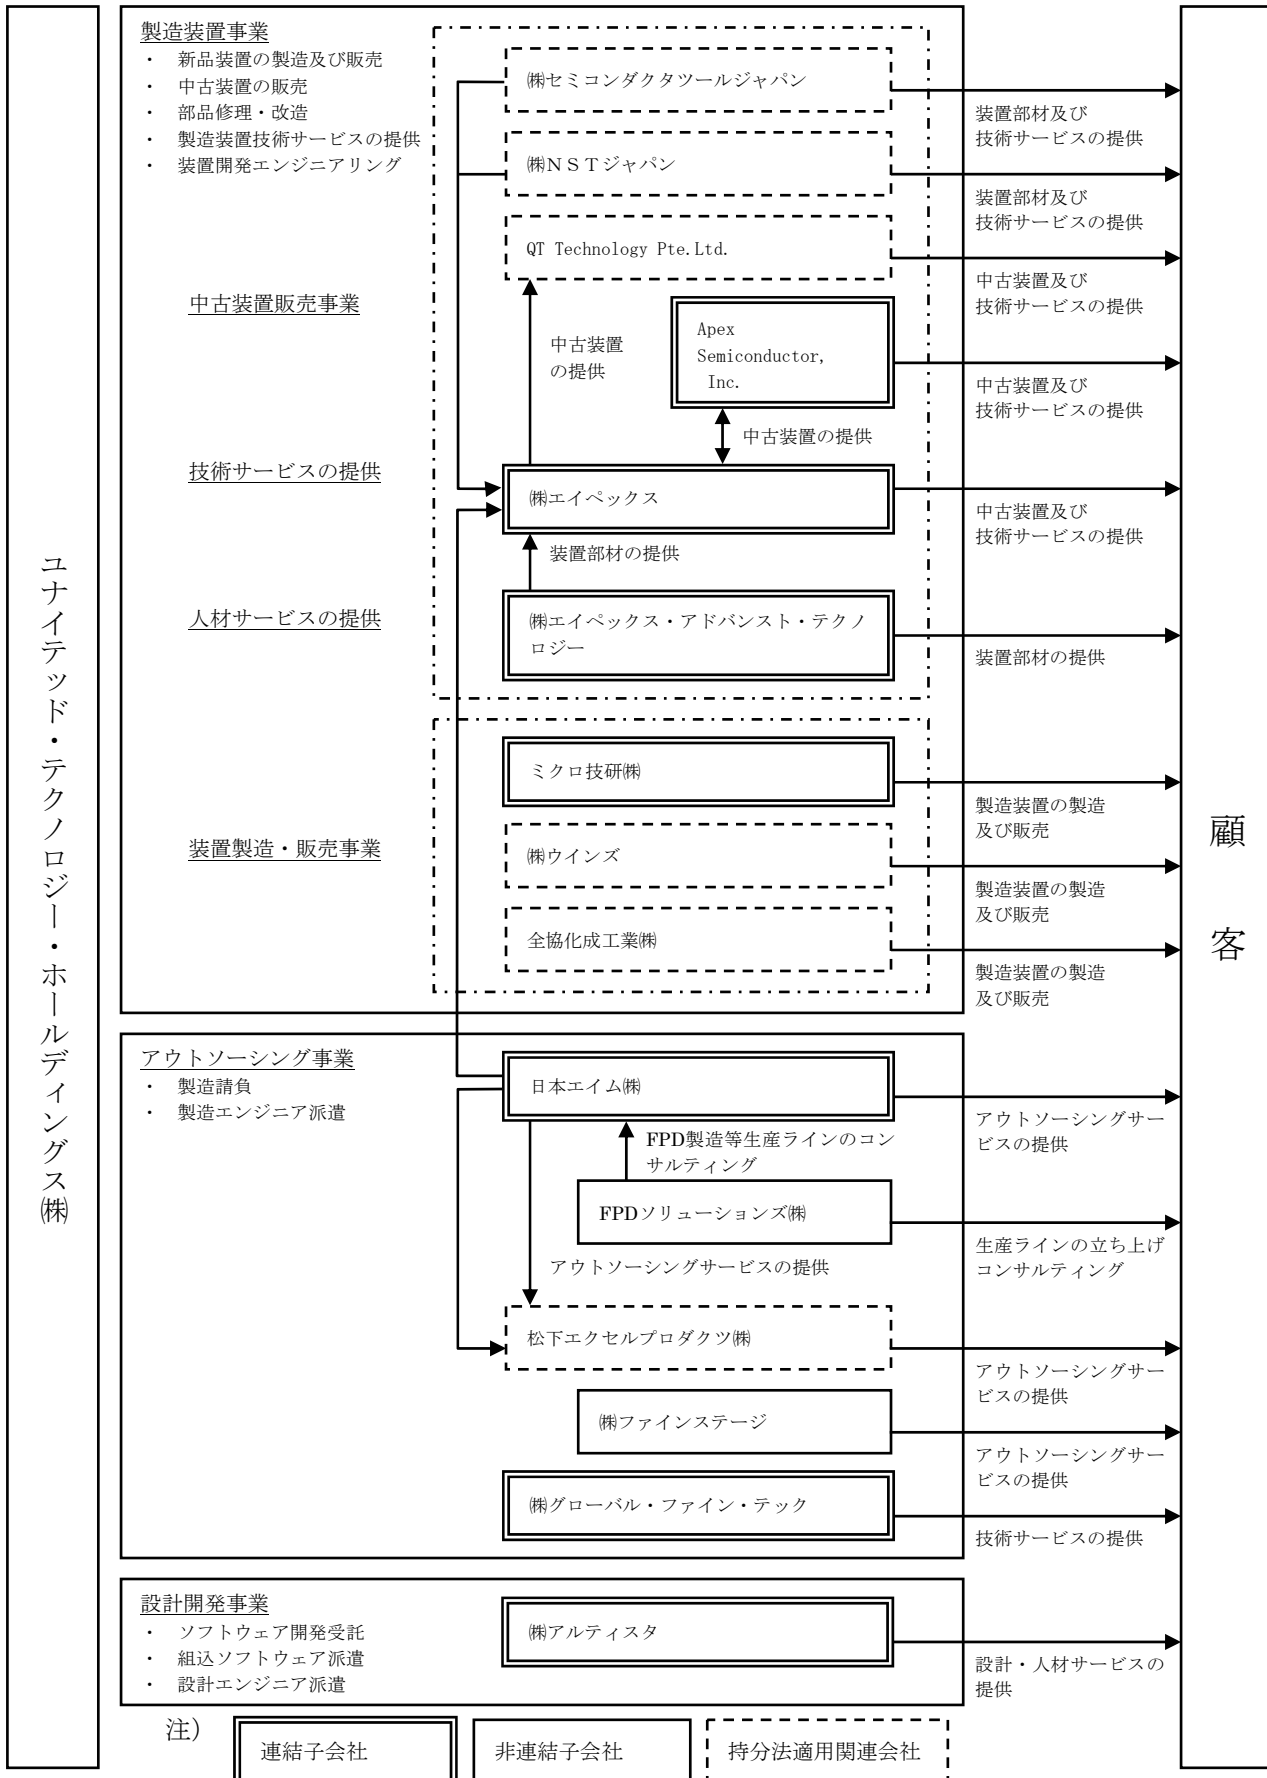 ユナイテッド・テクノロジー・ホールディングス㈱
製造装置事業
・ 新品装置の製造及び販売
・ 中古装置の販売
・ 部品修理・改造
・ 製造装置技術サービスの提供
・ 装置開発エンジニアリング
㈱セミコンダクタツールジャパン
装置部材及び
技術サービスの提供
㈱ＮＳＴジャパン
装置部材及び
技術サービスの提供
QT Technology Pte.Ltd.
中古装置及び
技術サービスの提供
中古装置販売事業
中古装置
の提供
Apex
Semiconductor,
Inc.
中古装置及び
技術サービスの提供
中古装置の提供
技術サービスの提供
㈱エイペックス
中古装置及び
技術サービスの提供
装置部材の提供
人材サービスの提供
㈱エイペックス・アドバンスト・テクノ
ロジー
装置部材の提供
ミクロ技研㈱
製造装置の製造
及び販売
装置製造・販売事業
㈱ウインズ
製造装置の製造
及び販売
全協化成工業㈱
製造装置の製造
及び販売
顧客
アウトソーシング事業
・ 製造請負
・ 製造エンジニア派遣
日本エイム㈱
アウトソーシングサー
ビスの提供
FPD製造等生産ラインのコン
サルティング
FPDソリューションズ㈱
生産ラインの立ち上げ
コンサルティング
アウトソーシングサービスの提供
松下エクセルプロダクツ㈱
アウトソーシングサー
ビスの提供
㈱ファインステージ
アウトソーシングサー
ビスの提供
㈱グローバル・ファイン・テック
技術サービスの提供
設計開発事業
・ ソフトウェア開発受託
・ 組込ソフトウェア派遣
・ 設計エンジニア派遣
㈱アルティスタ
設計・人材サービスの
提供
注）
連結子会社
非連結子会社
持分法適用関連会社